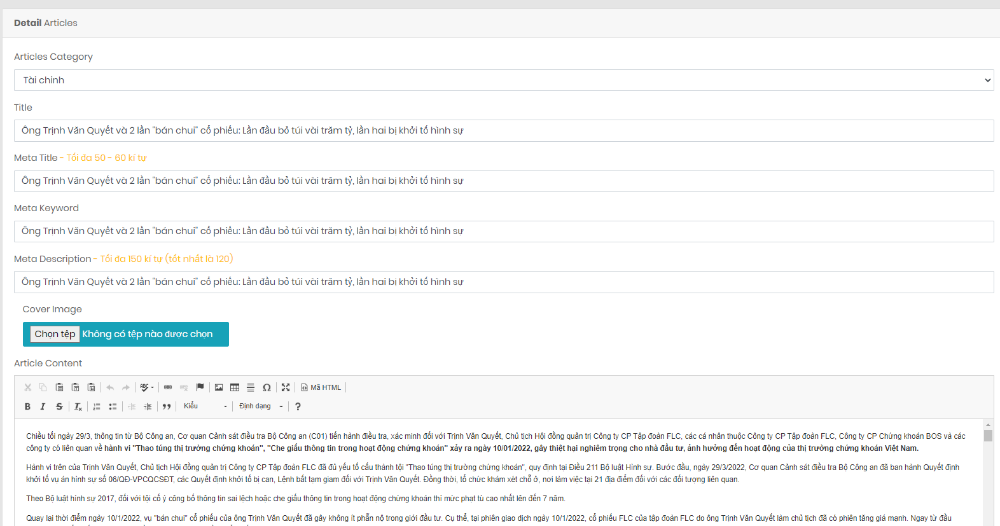 Detail Articles
Articles Category
Tài chinh
Title
Ông Trịnh Văn Quyết và 2 lần "bán chui" cổ phiếu: Lần đầu bỏ túi vài trăm tỷ, lần hai bị khởi tố hình sự
Meta Title - Tối đa 50 - 60 kí tự
Ông Trịnh Văn Quyết và 2 lần "bán chui" cổ phiếu: Lần đầu bỏ túi vài trăm tỷ, lần hai bị khởi tố hình sự
Meta Keyword
Ông Trịnh Văn Quyết và 2 lần "bán chui" cổ phiếu: Lần đầu bỏ túi vài trăm tỷ, lần hai bị khởi tố hình sự
Meta Description - Tối đa 150 kí tự (tốt nhất là 120)
Ông Trịnh Văn Quyết và 2 lần "bán chui" cổ phiếu: Lần đầu bỏ túi vài trăm tỷ, lần hai bị khởi tố hình sự
Cover Image
Chọn tệp Không có tệp nào được chọn
Article Content
Mã HTML
Kiểu Định dạng
Chiều tối ngày 29/3, thông tin từ Bộ Công an, Cơ quan Cảnh sát điều tra Bộ Công an (C01) tiến hành điều tra, xác minh đối với Trịnh Văn Quyết, Chủ tịch Hội đồng quản trị Công ty CP Tập đoàn FLC, các cá nhân thuộc Công ty CP Tập đoàn FLC, Công ty CP Chứng khoán BOS và các
công ty có liên quan về hành vi "Thao túng thị trường chứng khoán", "Che giấu thông tin trong hoạt động chứng khoán" xảy ra ngày 10/01/2022, gây thiệt hại nghiêm trọng cho nhà đầu tư, ảnh hưởng đến hoạt động của thị trường chứng khoán Việt Nam.
Hành vi trên của Trịnh Văn Quyết, Chủ tịch Hội đồng quản trị Công ty CP Tập đoàn FLC đã đủ yếu tố cấu thành tội "Thao túng thị trường chứng khoán", quy định tại Điều 211 Bộ luật Hình sự. Bước đầu, ngày 29/3/2022, Cơ quan Cảnh sát điều tra Bộ Công an đã ban hành Quyết định
khởi tố vụ án hình sự số 06/QĐ-VPCQCSĐT, các Quyết định khởi tố bị can, Lệnh bắt tạm giam đối với Trịnh Văn Quyết. Đồng thời, tổ chức khám xét chỗ ở, nơi làm việc tại 21 địa điểm đối với các đối tượng liên quan.
Theo Bộ luật hình sự 2017, đối với tội cố ý công bố thông tin sai lệch hoặc che giấu thông tin trong hoạt động chứng khoán thì mức phạt tù cao nhất lên đến 7 năm.
Quay lại thời điểm ngày 10/1/2022, vụ "bán chui" cổ phiếu của ông Trịnh Văn Quyết đã gây không ít phẫn nộ trong giới đầu tư. Cụ thể, tại phiên giao dịch ngày 10/1/2022, cổ phiếu FLC của tập đoàn FLC do ông Trịnh Văn Quyết làm chủ tịch đã có phiên tăng giá mạnh. Ngay từ đầu